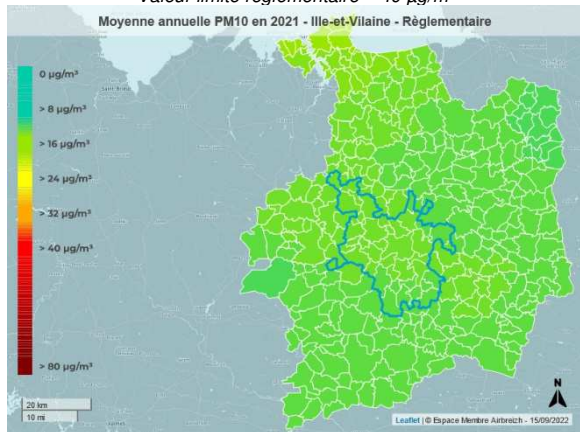 Moyenne annuelle PM10 en 2021 - Ille-et-Vilaine - Règlementaire
0 µg/m³
> 8 µg/m³
> 16 µg/m³
> 24 µg/m³
> 32 µg/m³
> 40 µg/m³
> 80 µg/m³
20 km
10 mi
N
Leaflet | © Espace Membre Airbreizh - 15/09/2022